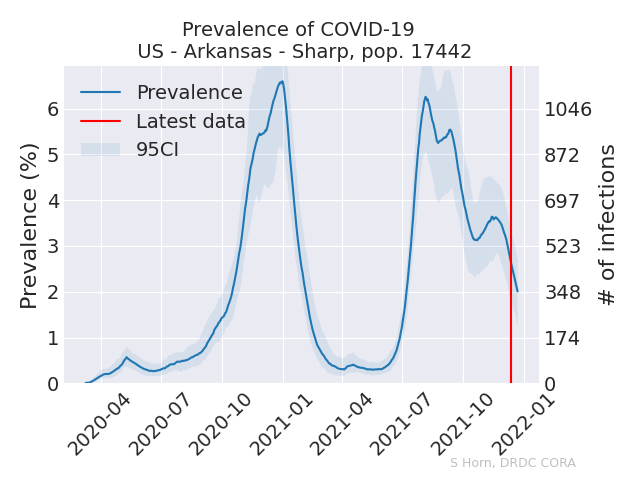 Prevalence of COVID-19
US - Arkansas - Sharp, pop. 17442
Prevalence
Latest data
95CI
Prevalence (%)
6
5
4
3
2
1
0
1046
872
697
523
348
174
0
# of infections
2020-04
2020-07
2020-10
2021-01
2021-04
2021-07
2021-10
2022-01
S Horn, DRDC CORA